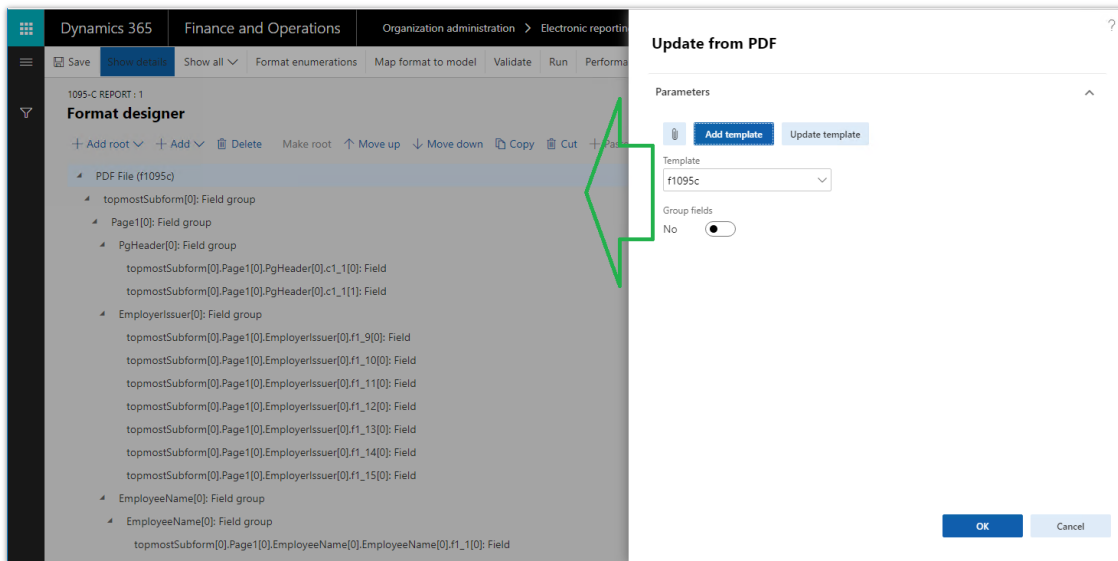 Dynamics 365 Finance and Operations Organization administration > Electronic reportin
Save Show details Show all Format enumerations Map format to model Validate Run Performa
1095-C REPORT : 1
Format designer
+ Add root + Add Delete Make root ↑ Move up ↓ Move down Copy Cut + Pas
PDF File (f1095c)
topmostSubform[0]: Field group
Page1[0]: Field group
PgHeader[0]: Field group
topmostSubform[0].Page1[0].PgHeader[0].c1_1[0]: Field
topmostSubform[0].Page1[0].PgHeader[0].c1_1[1]: Field
EmployerIssuer[0]: Field group
topmostSubform[0].Page1[0].EmployerIssuer[0].f1_9[0]: Field
topmostSubform[0].Page1[0].EmployerIssuer[0].f1_10[0]: Field
topmostSubform[0].Page1[0].EmployerIssuer[0].f1_11[0]: Field
topmostSubform[0].Page1[0].EmployerIssuer[0].f1_12[0]: Field
topmostSubform[0].Page1[0].EmployerIssuer[0].f1_13[0]: Field
topmostSubform[0].Page1[0].EmployerIssuer[0].f1_14[0]: Field
topmostSubform[0].Page1[0].EmployerIssuer[0].f1_15[0]: Field
EmployeeName[0]: Field group
EmployeeName[0]: Field group
topmostSubform[0].Page1[0].EmployeeName[0].EmployeeName[0].f1_1[0]: Field
?
Update from PDF
Parameters
Add template Update template
Template
f1095c
Group fields
No
OK Cancel